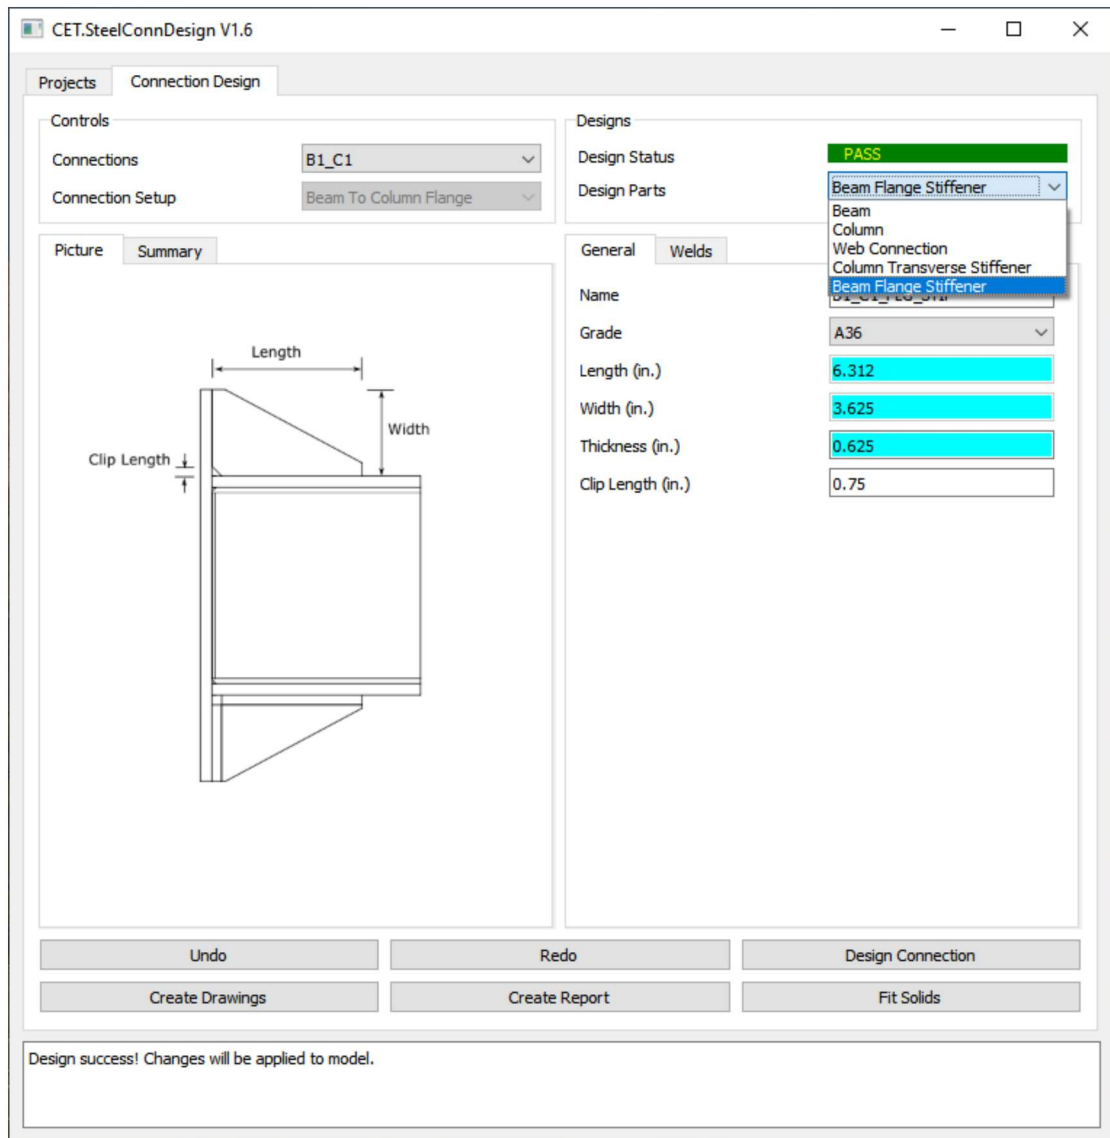 CET.SteelConnDesign V1.6
Projects
Connection Design
Controls
Connections
B1_C1
Connection Setup
Beam To Column Flange
Designs
Design Status
PASS
Design Parts
Beam Flange Stiffener
Beam
Column
Web Connection
Column Transverse Stiffener
Beam Flange Stiffener
Picture
Summary
Length
Width
Clip Length
General
Welds
Name
Grade
A36
Length (in.)
6.312
Width (in.)
3.625
Thickness (in.)
0.625
Clip Length (in.)
0.75
Undo
Redo
Design Connection
Create Drawings
Create Report
Fit Solids
Design success! Changes will be applied to model.